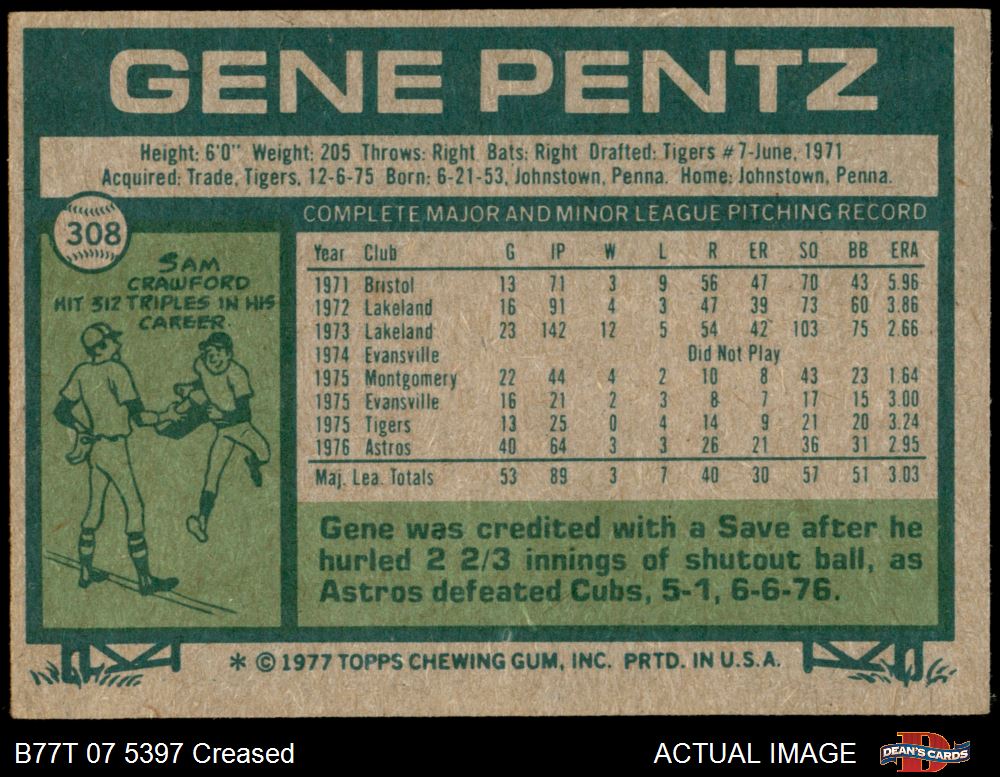 GENE PENTZ
Height: 6'0" Weight: 205 Throws: Right Bats: Right Drafted: Tigers #7-June, 1971
Acquired: Trade, Tigers, 12-6-75 Born: 6-21-53, Johnstown, Penna. Home: Johnstown, Penna.
308
SAM
CRAWFORD
HIT 312 TRIPLES IN HIS
CAREER.
COMPLETE MAJOR AND MINOR LEAGUE PITCHING RECORD
Year Club G IP W L R ER SO BB ERA
1971 Bristol 13 71 3 9 56 47 70 43 5.96
1972 Lakeland 16 91 4 3 47 39 73 60 3.86
1973 Lakeland 23 142 12 5 54 42 103 75 2.66
1974 Evansville Did Not Play
1975 Montgomery 22 44 4 2 10 8 43 23 1.64
1975 Evansville 16 21 2 3 8 7 17 15 3.00
1975 Tigers 13 25 0 4 14 9 21 20 3.24
1976 Astros 40 64 3 3 26 21 36 31 2.95
Maj. Lea. Totals 53 89 3 7 40 30 57 51 3.03
Gene was credited with a Save after he
hurled 2 2/3 innings of shutout ball, as
Astros defeated Cubs, 5-1, 6-6-76.
* © 1977 TOPPS CHEWING GUM, INC. PRTD. IN U.S.A.
B77T 07 5397 Creased
ACTUAL IMAGE
DEAN'S CARDS